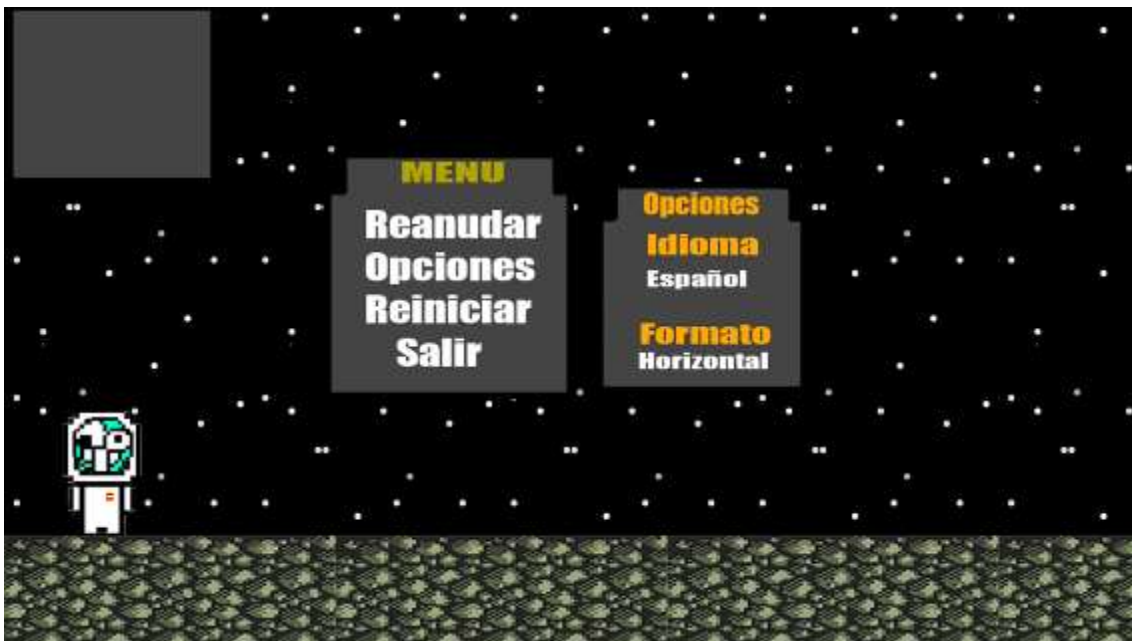 MENU
Reanudar
Opciones
Reiniciar
Salir
Opciones
Idioma
Español
Formato
Horizontal